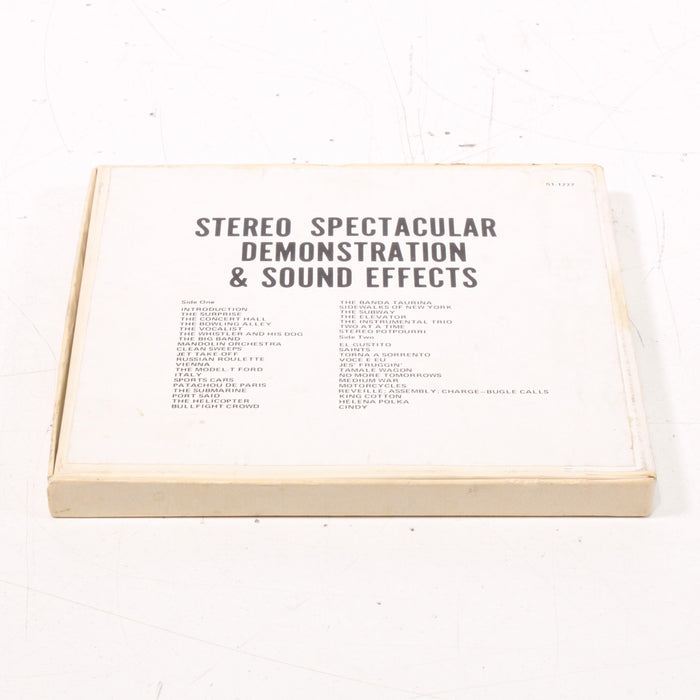 51-1227
STEREO SPECTACULAR
DEMONSTRATION
& SOUND EFFECTS
Side One
INTRODUCTION
THE SURPRISE
THE CONCERT HALL
THE BOWLING ALLEY
THE VOCALIST
THE WHISTLER AND HIS DOG
THE BIG BAND
MANDOLIN ORCHESTRA
CLEAN SWEEPS
JET TAKE OFF
RUSSIAN ROULETTE
VIENNA
THE MODEL T FORD
ITALY
SPORTS CARS
PATACHOU DE PARIS
THE SUBMARINE
PORT SAID
THE HELICOPTER
BULLFIGHT CROWD
THE BANDA TAURINA
SIDEWALKS OF NEW YORK
THE SUBWAY
THE ELEVATOR
THE INSTRUMENTAL TRIO
TWO AT A TIME
STEREO POTPOURRI
Side Two
EL GUSTITO
SAINTS
TORNA A SORRENTO
VOCE E EU
JES' FRUGGIN'
TAMALE WAGON
NO MORE TOMORROWS
MEDIUM WAR
MOTORCYCLES
REVEILLE: ASSEMBLY: CHARGE—BUGLE CALLS
KING COTTON
HELENA POLKA
CINDY